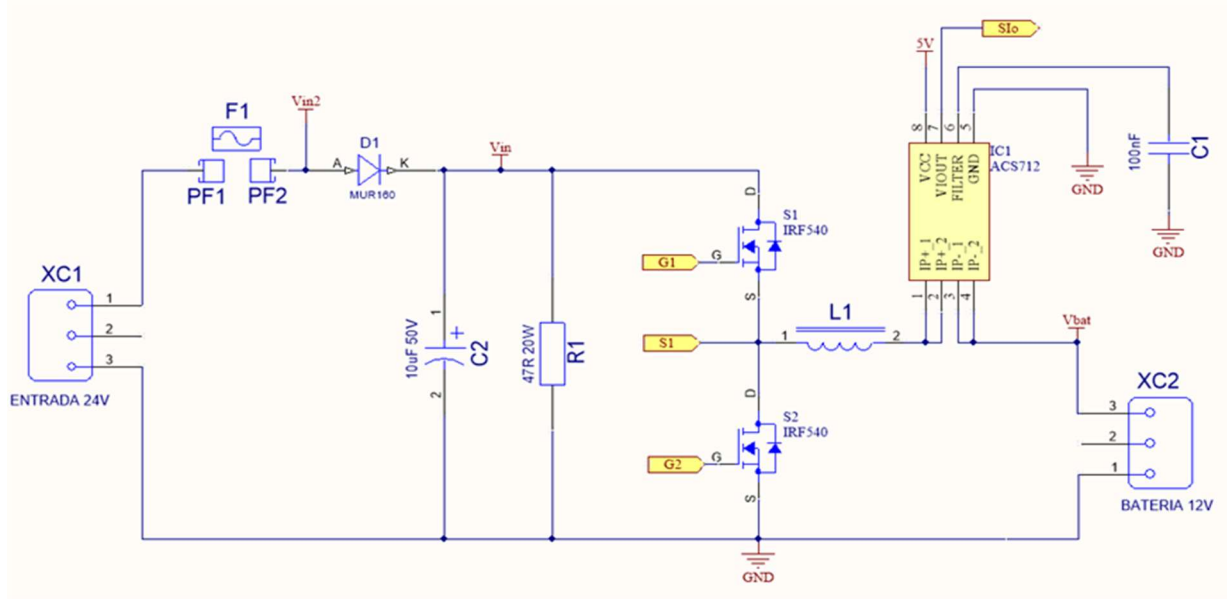 SIo
5V
F1
Vin2
PF1
PF2
D1
A
K
MUR160
Vin
8
7
6
5
IC1
ACS712
VCC
VIOUT
FILTER
GND
IP+_1
IP+_2
IP-_1
IP-_2
1
2
3
4
GND
100nF
C1
GND
D
S1
IRF540
G1
G
S
XC1
1
2
3
ENTRADA 24V
1
+
10uF 50V
C2
2
47R 20W
R1
S1
L1
1
2
Vbat
D
S2
IRF540
G2
G
S
XC2
3
2
1
BATERIA 12V
GND